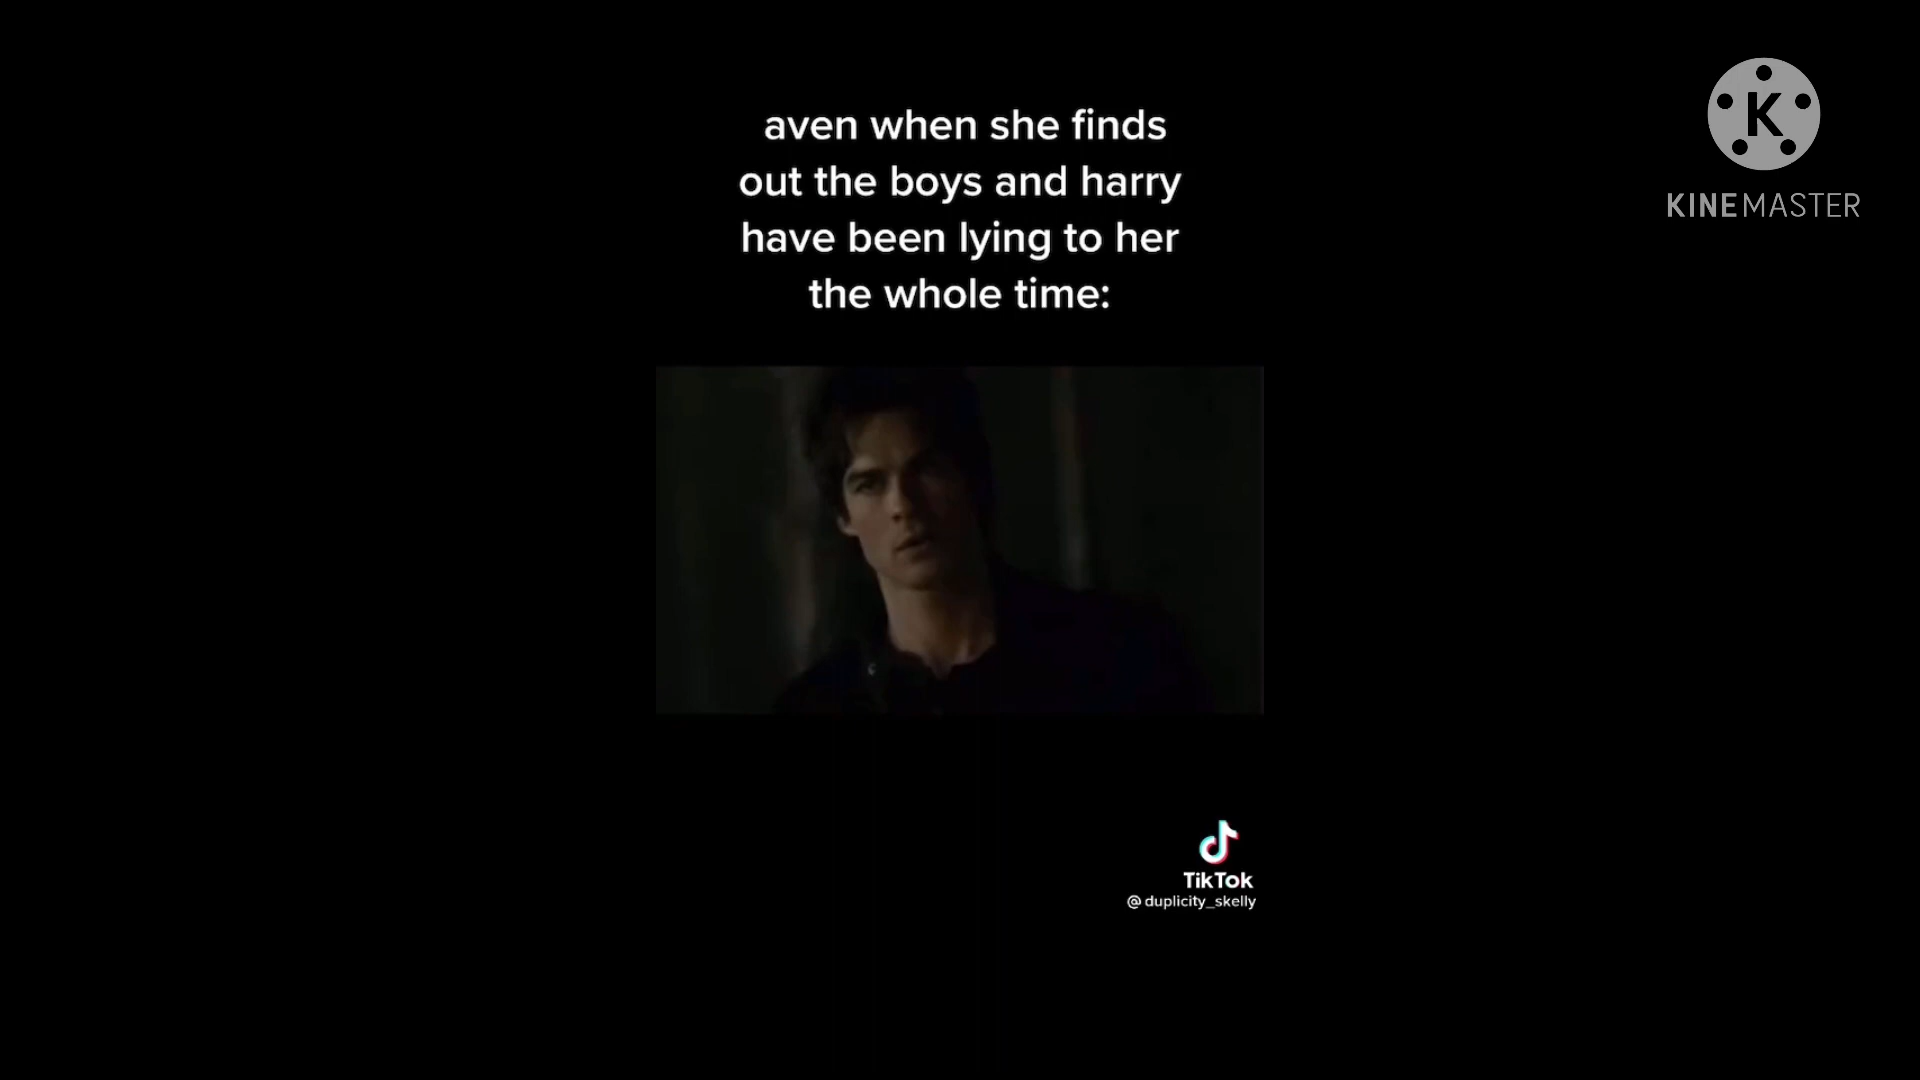 aven when she finds
out the boys and harry
have been lying to her
the whole time:
K
KINEMASTER
TikTok
@duplicity_skelly